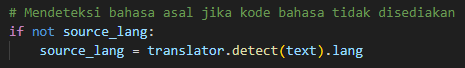 # Mendeteksi bahasa asal jika kode bahasa tidak disediakan
if not source_lang:
    source_lang = translator.detect(text).lang